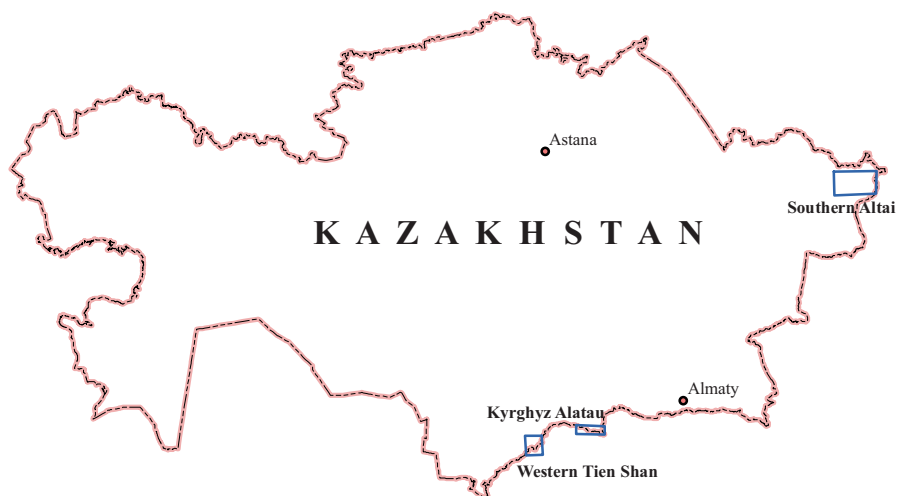 Astana
Southern Altai
KAZAKHSTAN
Almaty
Kyrghyz Alatau
Western Tien Shan